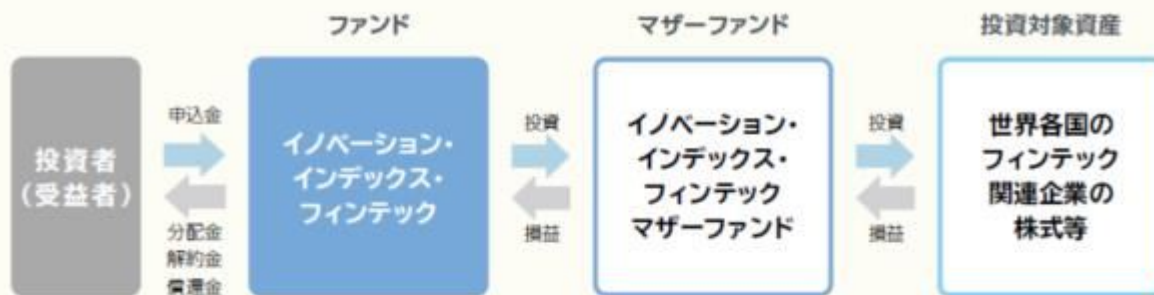 ファンド
マザーファンド
投資対象資産
投資者
(受益者)
申込金
分配金
解約金
償還金
イノベーション・
インデックス・
フィンテック
投資
損益
イノベーション・
インデックス・
フィンテック
マザーファンド
投資
損益
世界各国の
フィンテック
関連企業の
株式等